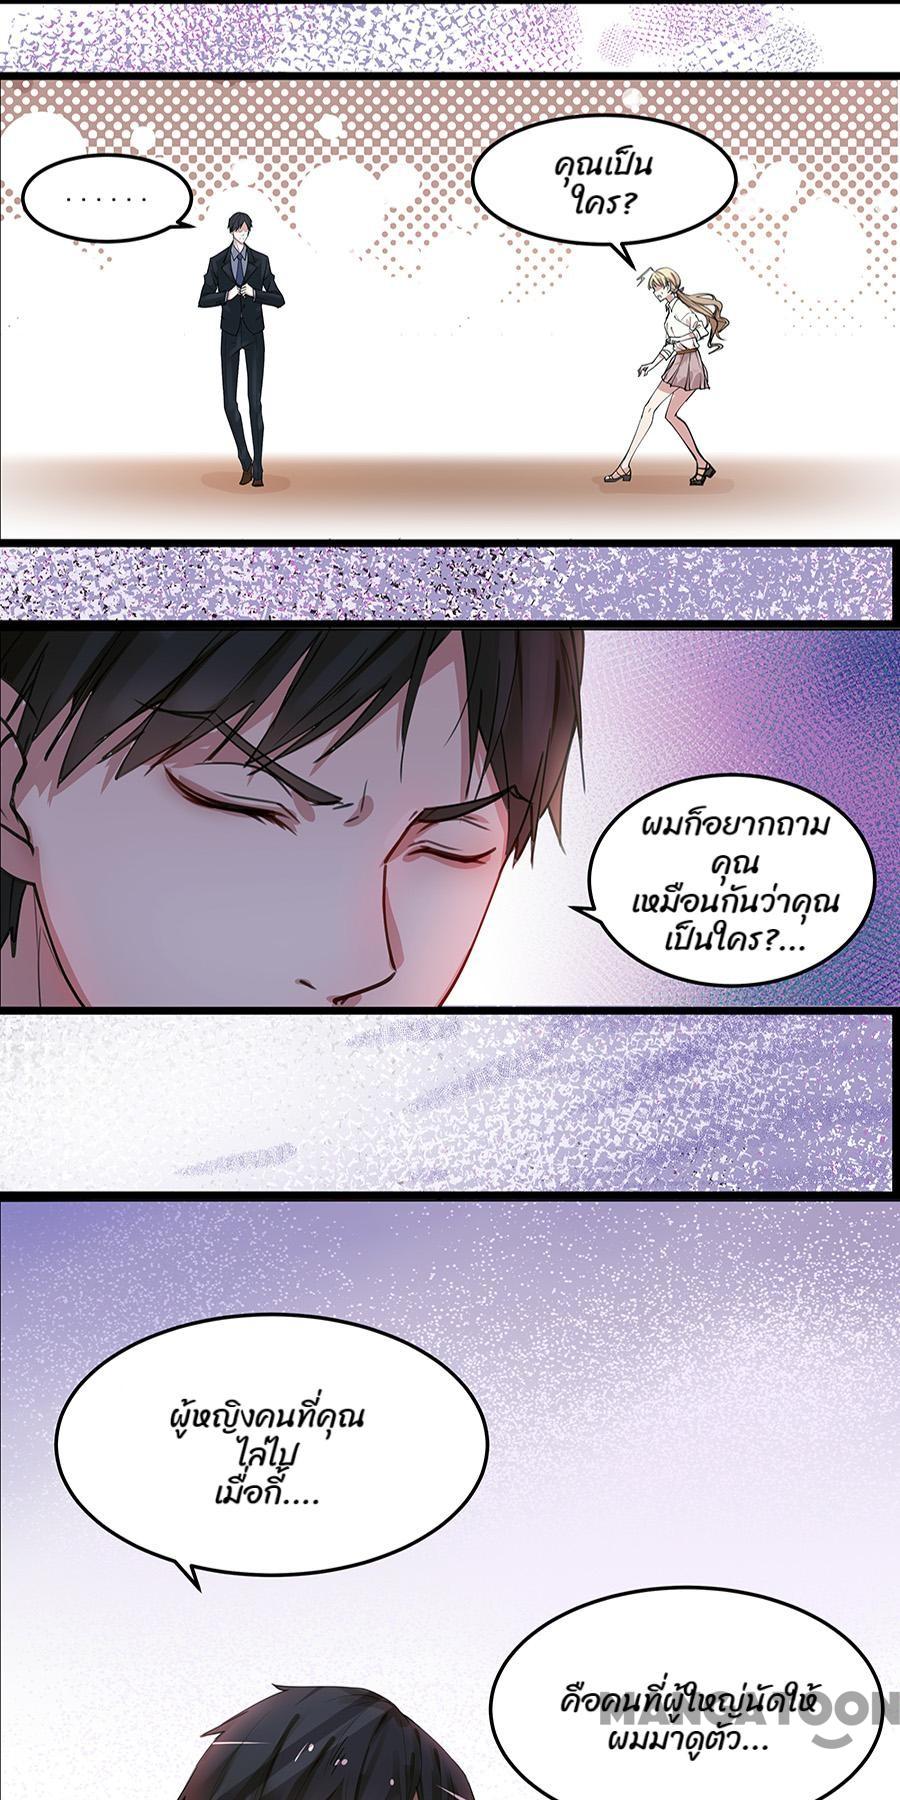 ......
คุณเป็น
ใคร?
ผมก็อยากถาม
คุณ
เหมือนกันว่าคุณ
เป็นใคร?...
ผู้หญิงคนที่คุณ
ไล่ไป
เมื่อกี้....
คือคนที่ผู้ใหญ่นัดให้
ผมมาดูตัว...
MANGATOON